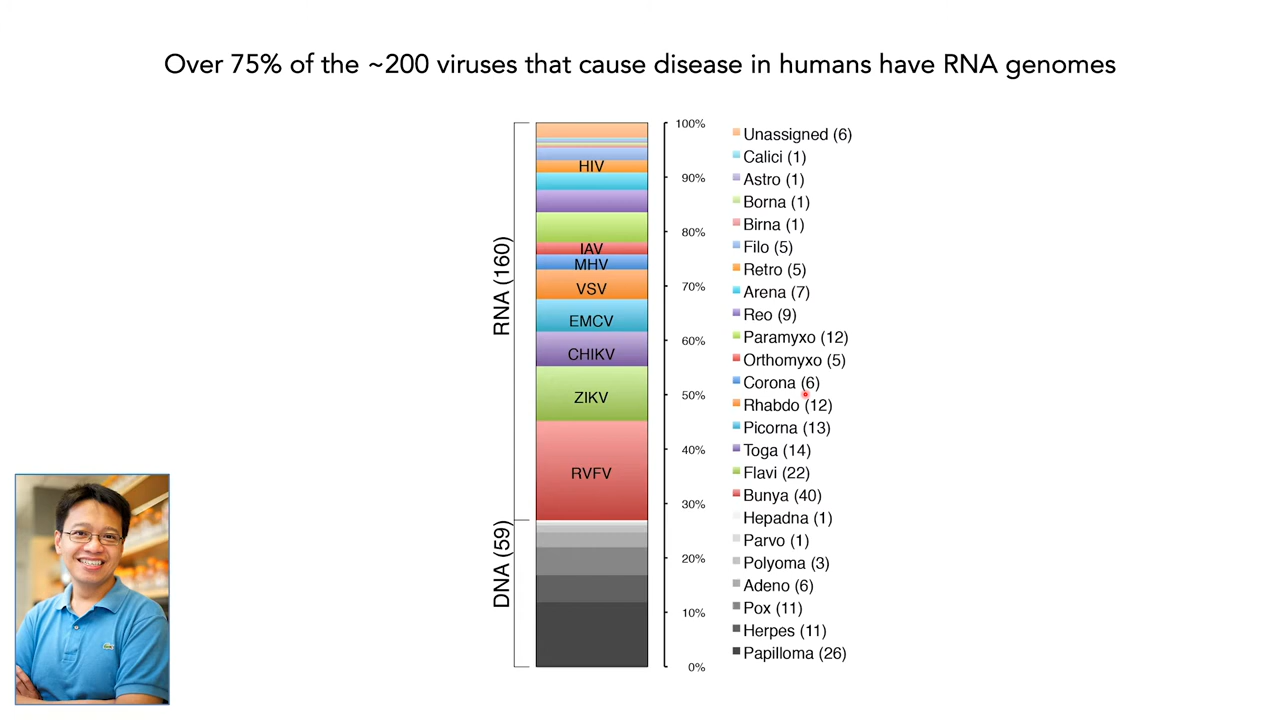 Over 75% of the ~200 viruses that cause disease in humans have RNA genomes
RNA (160)
DNA (59)
HIV
IAV
MHV
VSV
EMCV
CHIKV
ZIKV
RVFV
100%
90%
80%
70%
60%
50%
40%
30%
20%
10%
0%
Unassigned (6)
Calici (1)
Astro (1)
Borna (1)
Birna (1)
Filo (5)
Retro (5)
Arena (7)
Reo (9)
Paramyxo (12)
Orthomyxo (5)
Corona (6)
Rhabdo (12)
Picorna (13)
Toga (14)
Flavi (22)
Bunya (40)
Hepadna (1)
Parvo (1)
Polyoma (3)
Adeno (6)
Pox (11)
Herpes (11)
Papilloma (26)